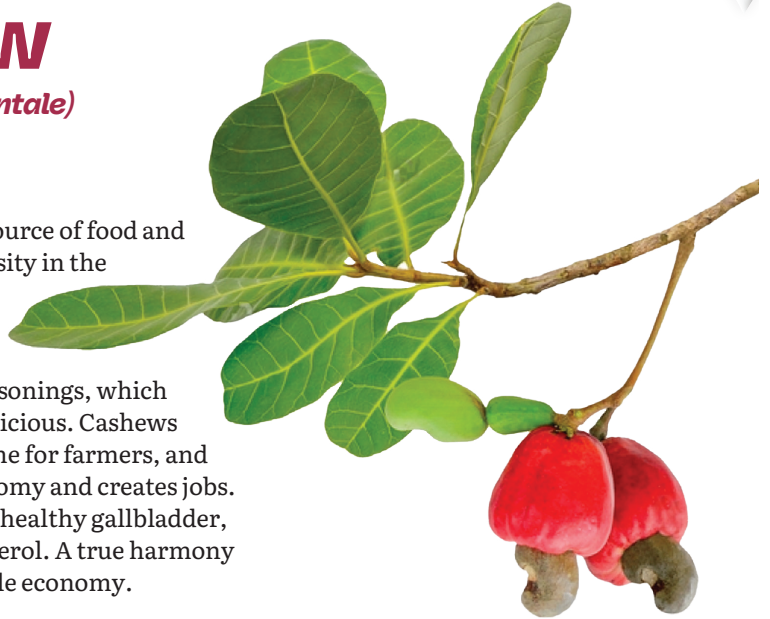 N
ntale)
ource of food and
sity in the
sonings, which
icious. Cashews
ne for farmers, and
omy and creates jobs.
healthy gallbladder,
erol. A true harmony
le economy.